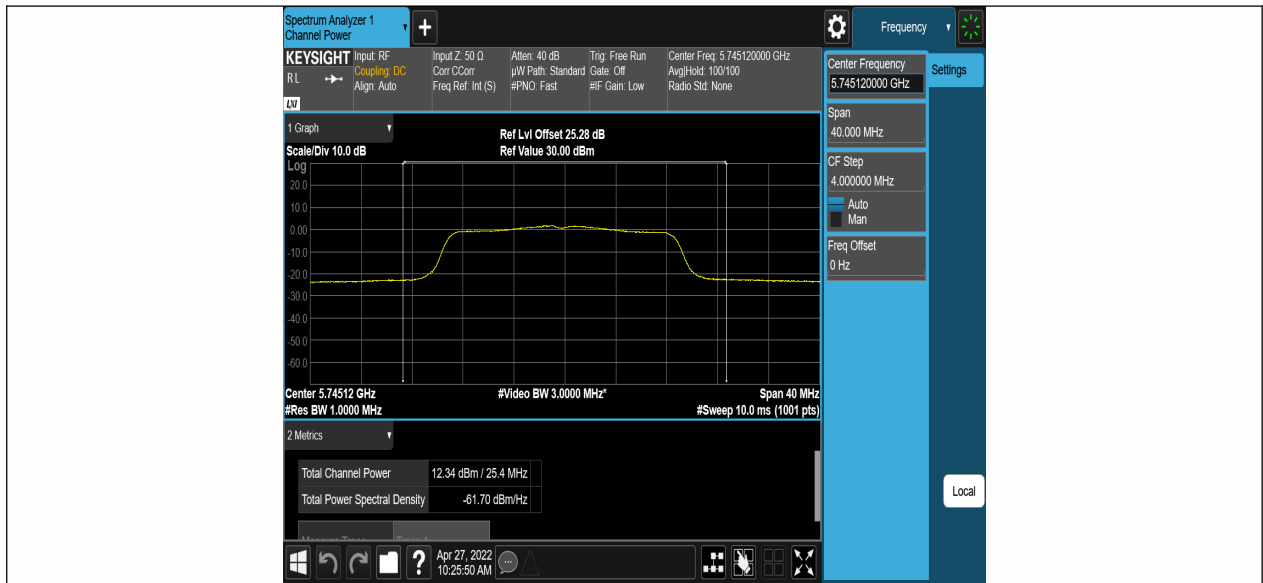 Spectrum Analyzer 1
Channel Power
+
Frequency
KEYSIGHT
RL
LXI
Input: RF
Coupling: DC
Align: Auto
Input Z: 50 Ω
Corr CCorr
Freq Ref: Int (S)
Atten: 40 dB
µW Path: Standard
#PNO: Fast
Trig: Free Run
Gate: Off
#IF Gain: Low
Center Freq: 5.745120000 GHz
Avg|Hold: 100/100
Radio Std: None
Center Frequency
5.745120000 GHz
Settings
Span
40.000 MHz
CF Step
4.000000 MHz
Auto
Man
Freq Offset
0 Hz
Local
1 Graph
Scale/Div 10.0 dB
Ref Lvl Offset 25.28 dB
Ref Value 30.00 dBm
Log
20.0
10.0
0.00
-10.0
-20.0
-30.0
-40.0
-50.0
-60.0
Center 5.74512 GHz
#Video BW 3.0000 MHz*
Span 40 MHz
#Res BW 1.0000 MHz
#Sweep 10.0 ms (1001 pts)
2 Metrics
Total Channel Power 12.34 dBm / 25.4 MHz
Total Power Spectral Density -61.70 dBm/Hz
?
Apr 27, 2022
10:25:50 AM